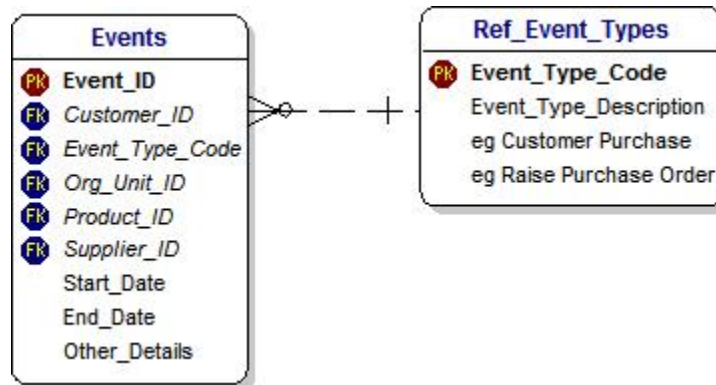 Events
PK Event_ID
FK Customer_ID
FK Event_Type_Code
FK Org_Unit_ID
FK Product_ID
FK Supplier_ID
Start_Date
End_Date
Other_Details
Ref_Event_Types
PK Event_Type_Code
Event_Type_Description
eg Customer Purchase
eg Raise Purchase Order